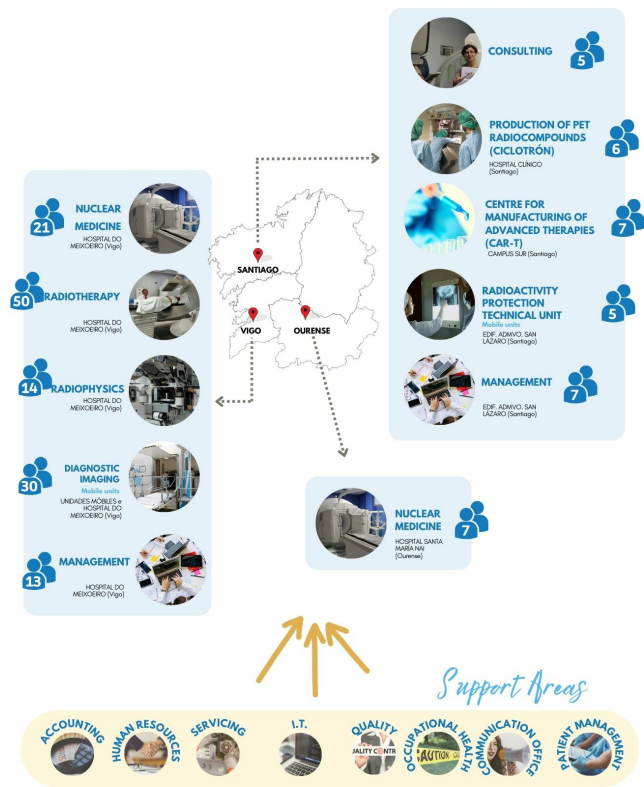 CONSULTING
5
PRODUCTION OF PET
RADIOCOMPOUNDS
(CICLOTRÓN)
HOSPITAL CLÍNICO
(Santiago)
6
CENTRE FOR
MANUFACTURING OF
ADVANCED THERAPIES
(CAR-T)
CAMPUS SUR (Santiago)
7
RADIOACTIVITY
PROTECTION
TECHNICAL UNIT
Mobile units
EDIF. ADMVO. SAN
LÁZARO (Santiago)
5
MANAGEMENT
EDIF. ADMVO. SAN
LÁZARO (Santiago)
7
21
NUCLEAR
MEDICINE
HOSPITAL DO
MEIXOEIRO (Vigo)
50
RADIOTHERAPY
HOSPITAL DO
MEIXOEIRO (Vigo)
14
RADIOPHYSICS
HOSPITAL DO
MEIXOEIRO (Vigo)
30
DIAGNOSTIC
IMAGING
Mobile units
UNIDADES MÓBILES e
HOSPITAL DO
MEIXOEIRO (Vigo)
13
MANAGEMENT
HOSPITAL DO
MEIXOEIRO (Vigo)
SANTIAGO
VIGO
OURENSE
NUCLEAR
MEDICINE
HOSPITAL SANTA
MARÍA NAI
(Ourense)
7
Support Areas
ACCOUNTING
HUMAN RESOURCES
SERVICING
I.T.
QUALITY
UALITY CONTR
OCCUPATIONAL HEALTH
CAUTION
COMMUNICATION OFFICE
PATIENT MANAGEMENT